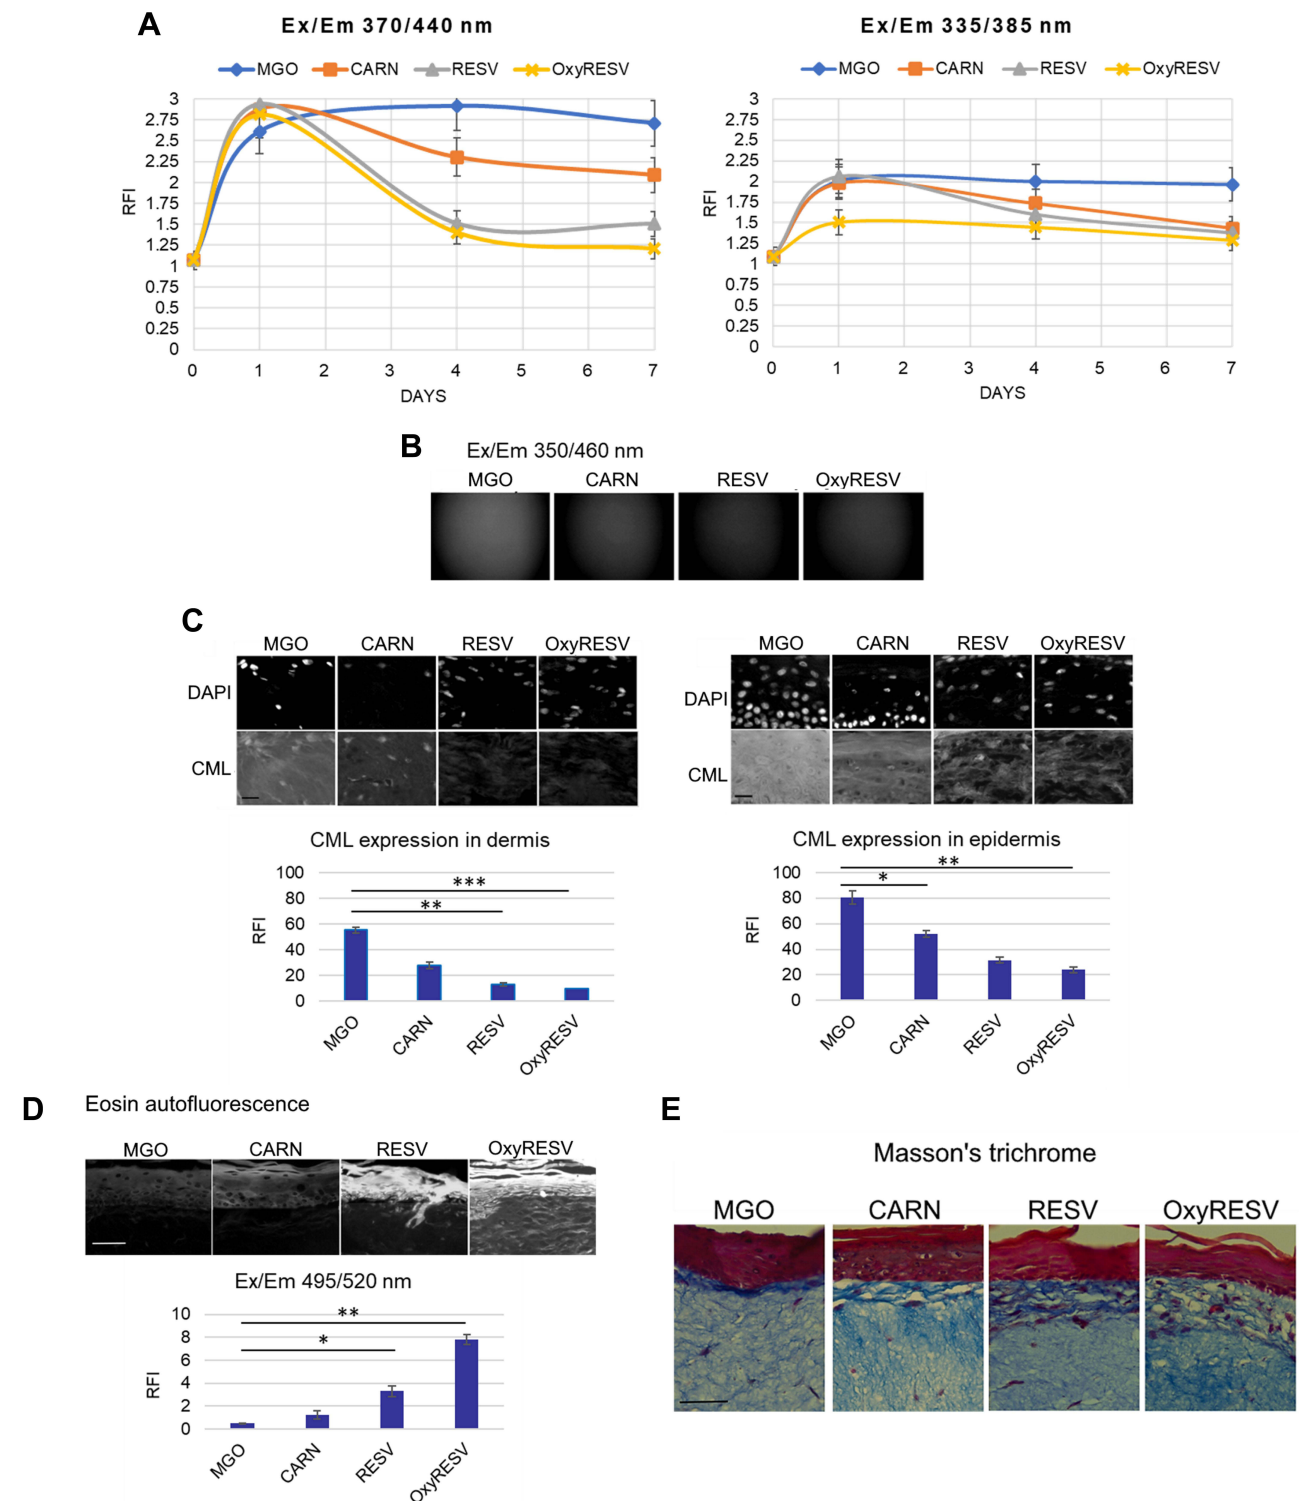 A
Ex/Em 370/440 nm
MGO CARN RESV OxyRESV
3
2.75
2.5
2.25
2
1.75
1.5
1.25
1
0.75
0.5
0.25
0
RFI
0 1 2 3 4 5 6 7
DAYS
Ex/Em 335/385 nm
MGO CARN RESV OxyRESV
3
2.75
2.5
2.25
2
1.75
1.5
1.25
1
0.75
0.5
0.25
0
RFI
0 1 2 3 4 5 6 7
DAYS
B
Ex/Em 350/460 nm
MGO CARN RESV OxyRESV
C
MGO CARN RESV OxyRESV
DAPI
CML
CML expression in dermis
100
80
60
40
20
0
RFI
***
**
MGO CARN RESV OxyRESV
MGO CARN RESV OxyRESV
DAPI
CML
CML expression in epidermis
100
80
60
40
20
0
RFI
**
*
MGO CARN RESV OxyRESV
D
Eosin autofluorescence
MGO CARN RESV OxyRESV
Ex/Em 495/520 nm
10
8
6
4
2
0
RFI
**
*
MGO CARN RESV OxyRESV
E
Masson's trichrome
MGO CARN RESV OxyRESV